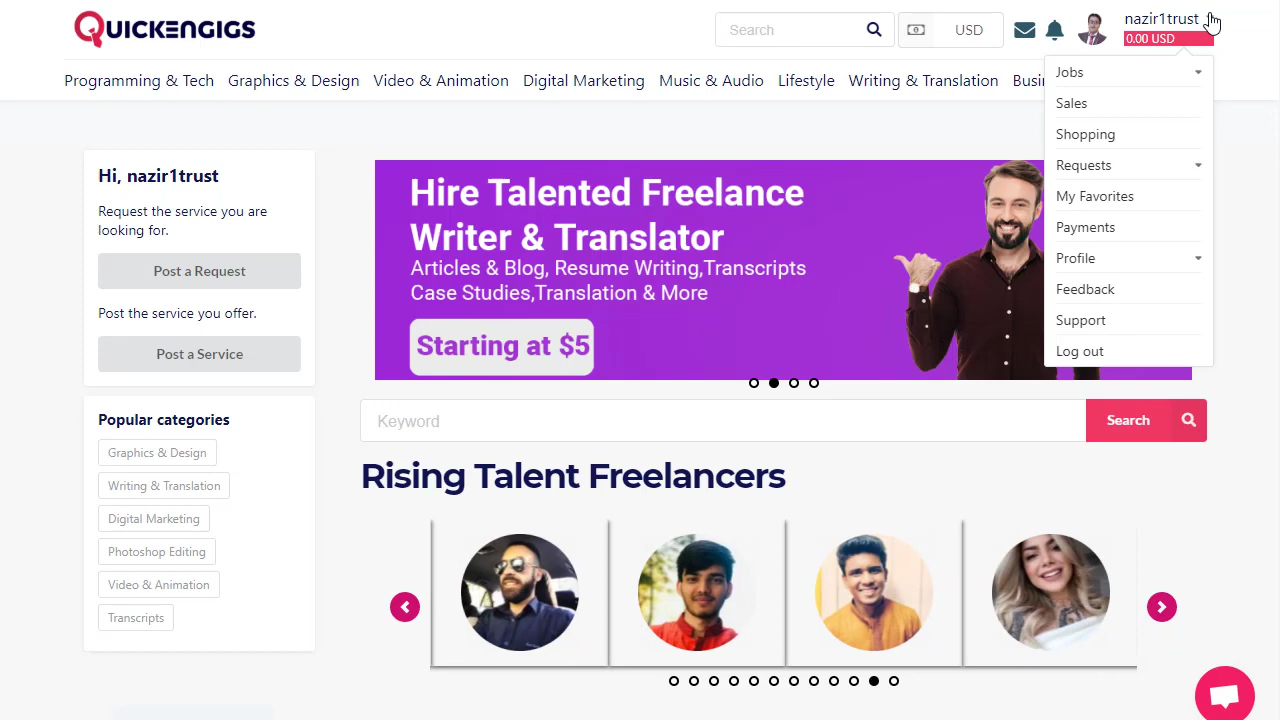 QUICKENGIGS
Search
USD
nazir1trust
0.00 USD
Programming & Tech Graphics & Design Video & Animation Digital Marketing Music & Audio Lifestyle Writing & Translation Busi
Jobs
Sales
Shopping
Requests
My Favorites
Payments
Profile
Feedback
Support
Log out
Hi, nazir1trust
Request the service you are
looking for.
Post a Request
Post the service you offer.
Post a Service
Popular categories
Graphics & Design
Writing & Translation
Digital Marketing
Photoshop Editing
Video & Animation
Transcripts
Hire Talented Freelance
Writer & Translator
Articles & Blog, Resume Writing,Transcripts
Case Studies,Translation & More
Starting at $5
Keyword
Search
Rising Talent Freelancers